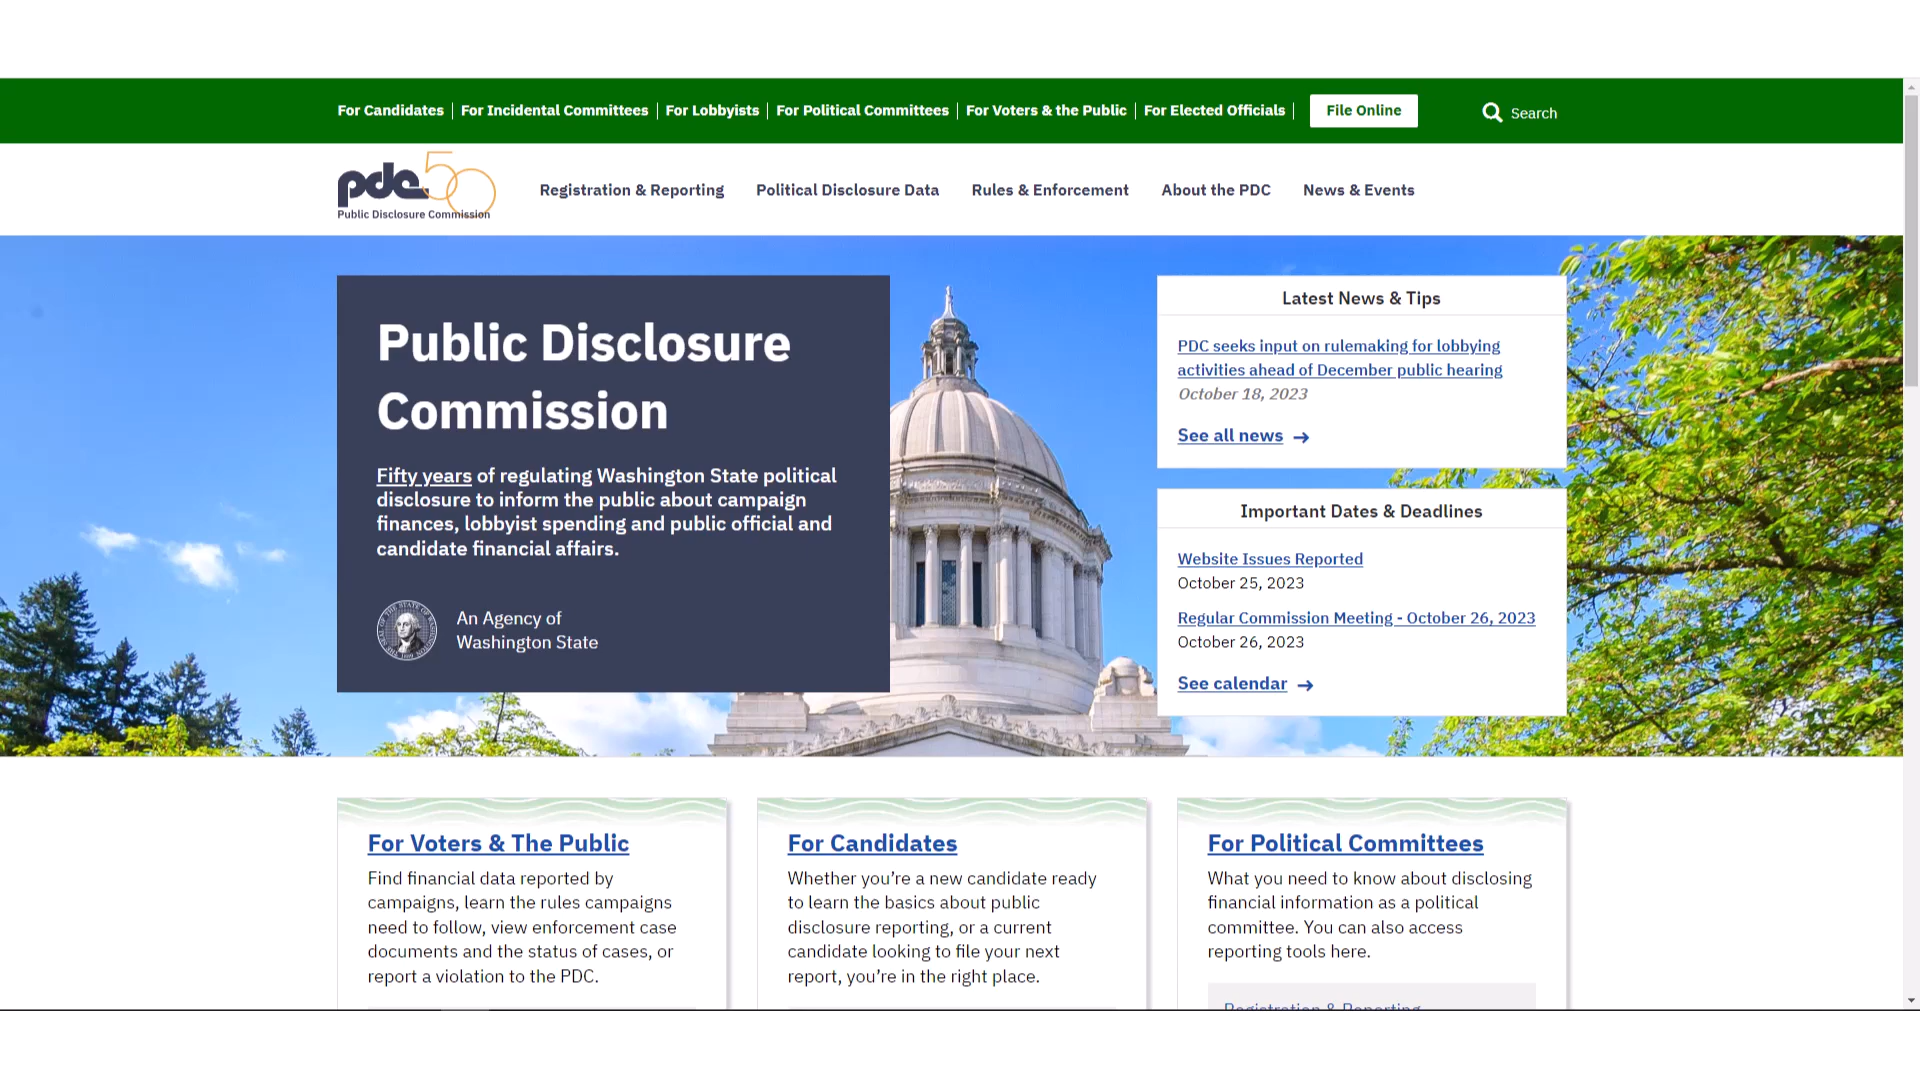 For Candidates
For Incidental Committees
For Lobbyists
For Political Committees
For Voters & the Public
For Elected Officials
File Online
Search
pdc 50
Public Disclosure Commission
Registration & Reporting
Political Disclosure Data
Rules & Enforcement
About the PDC
News & Events
Public Disclosure
Commission
Fifty years of regulating Washington State political
disclosure to inform the public about campaign
finances, lobbyist spending and public official and
candidate financial affairs.
An Agency of
Washington State
Latest News & Tips
PDC seeks input on rulemaking for lobbying
activities ahead of December public hearing
October 18, 2023
See all news →
Important Dates & Deadlines
Website Issues Reported
October 25, 2023
Regular Commission Meeting - October 26, 2023
October 26, 2023
See calendar →
For Voters & The Public
Find financial data reported by
campaigns, learn the rules campaigns
need to follow, view enforcement case
documents and the status of cases, or
report a violation to the PDC.
For Candidates
Whether you’re a new candidate ready
to learn the basics about public
disclosure reporting, or a current
candidate looking to file your next
report, you’re in the right place.
For Political Committees
What you need to know about disclosing
financial information as a political
committee. You can also access
reporting tools here.
Registration & Reporting